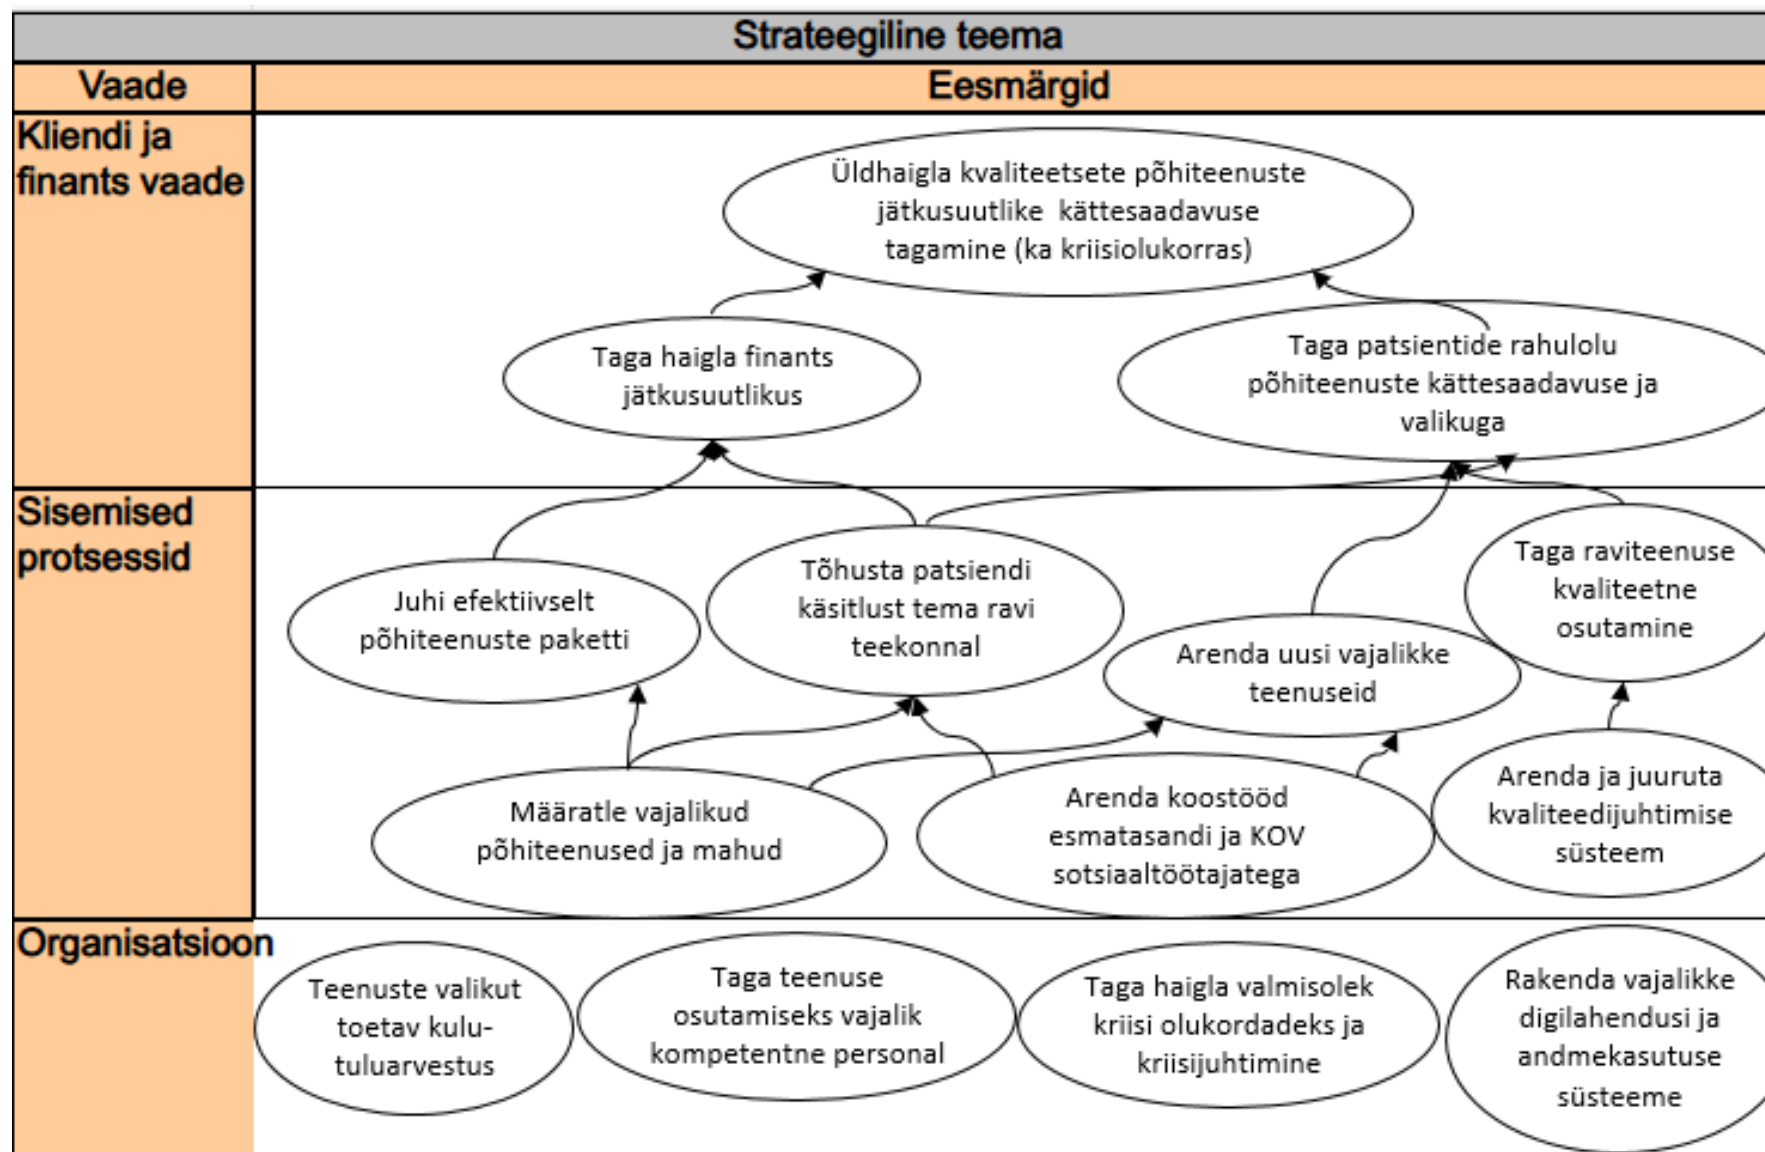 Strateegiline teema
Vaade
Eesmärgid
Kliendi ja
finants vaade
Üldhaigla kvaliteetsete põhiteenuste
jätkusuutlike kättesaadavuse
tagamine (ka kriisiolukorras)
Taga haigla finants
jätkusuutlikus
Taga patsientide rahulolu
põhiteenuste kättesaadavuse ja
valikuga
Sisemised
protsessid
Juhi efektiivselt
põhiteenuste paketti
Tõhusta patsiendi
käsitlust tema ravi
teekonnal
Arenda uusi vajalikke
teenuseid
Taga raviteenuse
kvaliteetne
osutamine
Määratle vajalikud
põhiteenused ja mahud
Arenda koostööd
esmatasandi ja KOV
sotsiaaltöötajatega
Arenda ja juuruta
kvaliteedijuhtimise
süsteem
Organisatsioon
Teenuste valikut
toetav kulu-
tuluarvestus
Taga teenuse
osutamiseks vajalik
kompetentne personal
Taga haigla valmisolek
kriisi olukordadeks ja
kriisijuhtimine
Rakenda vajalikke
digilahendusi ja
andmekasutuse
süsteeme